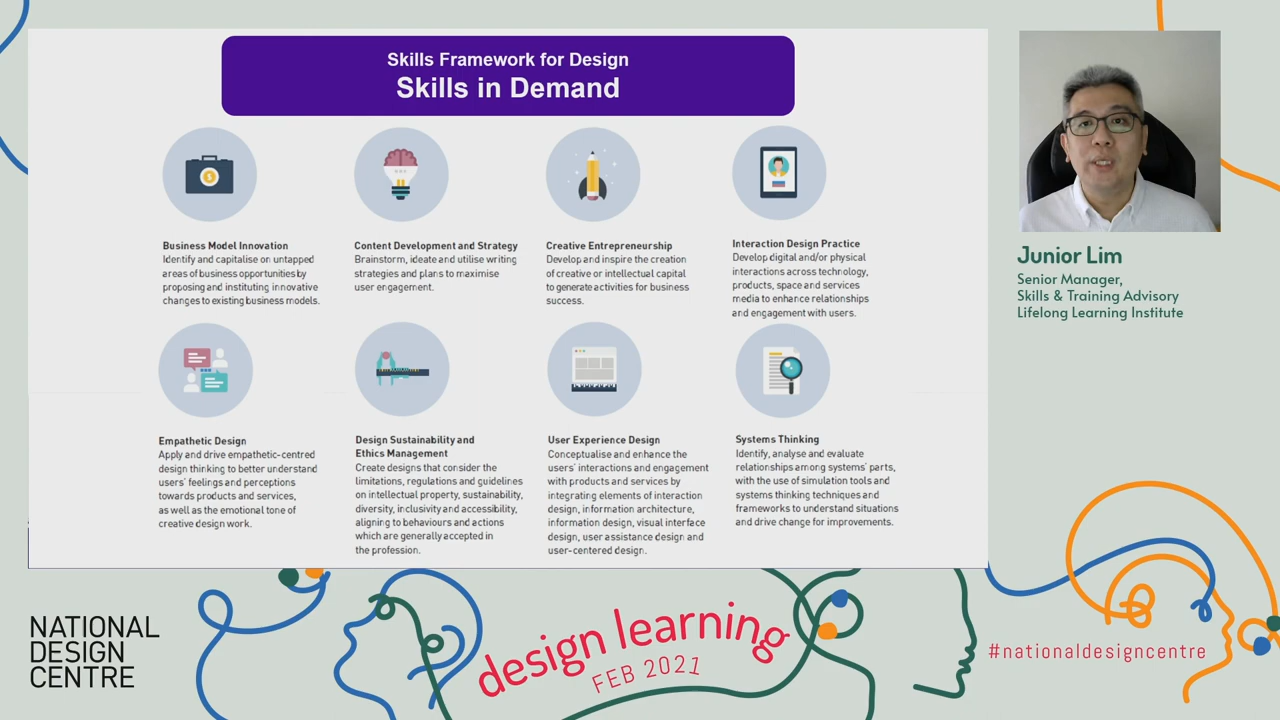 Skills Framework for Design
Skills in Demand
Business Model Innovation
Identify and capitalise on untapped
areas of business opportunities by
proposing and instituting innovative
changes to existing business models.
Content Development and Strategy
Brainstorm, ideate and utilise writing
strategies and plans to maximise
user engagement.
Creative Entrepreneurship
Develop and inspire the creation
of creative or intellectual capital
to generate activities for business
success.
Interaction Design Practice
Develop digital and/or physical
interactions across technology,
products, space and services
media to enhance relationships
and engagement with users.
Empathetic Design
Apply and drive empathetic-centred
design thinking to better understand
users' feelings and perceptions
towards products and services,
as well as the emotional tone of
creative design work.
Design Sustainability and
Ethics Management
Create designs that consider the
limitations, regulations and guidelines
on intellectual property, sustainability,
diversity, inclusivity and accessibility,
aligning to behaviours and actions
which are generally accepted in
the profession.
User Experience Design
Conceptualise and enhance the
users' interactions and engagement
with products and services by
integrating elements of interaction
design, information architecture,
information design, visual interface
design, user assistance design and
user-centered design.
Systems Thinking
Identify, analyse and evaluate
relationships among systems' parts,
with the use of simulation tools and
systems thinking techniques and
frameworks to understand situations
and drive change for improvements.
Junior Lim
Senior Manager,
Skills & Training Advisory
Lifelong Learning Institute
NATIONAL
DESIGN
CENTRE
design learning
FEB 2021
#nationaldesigncentre